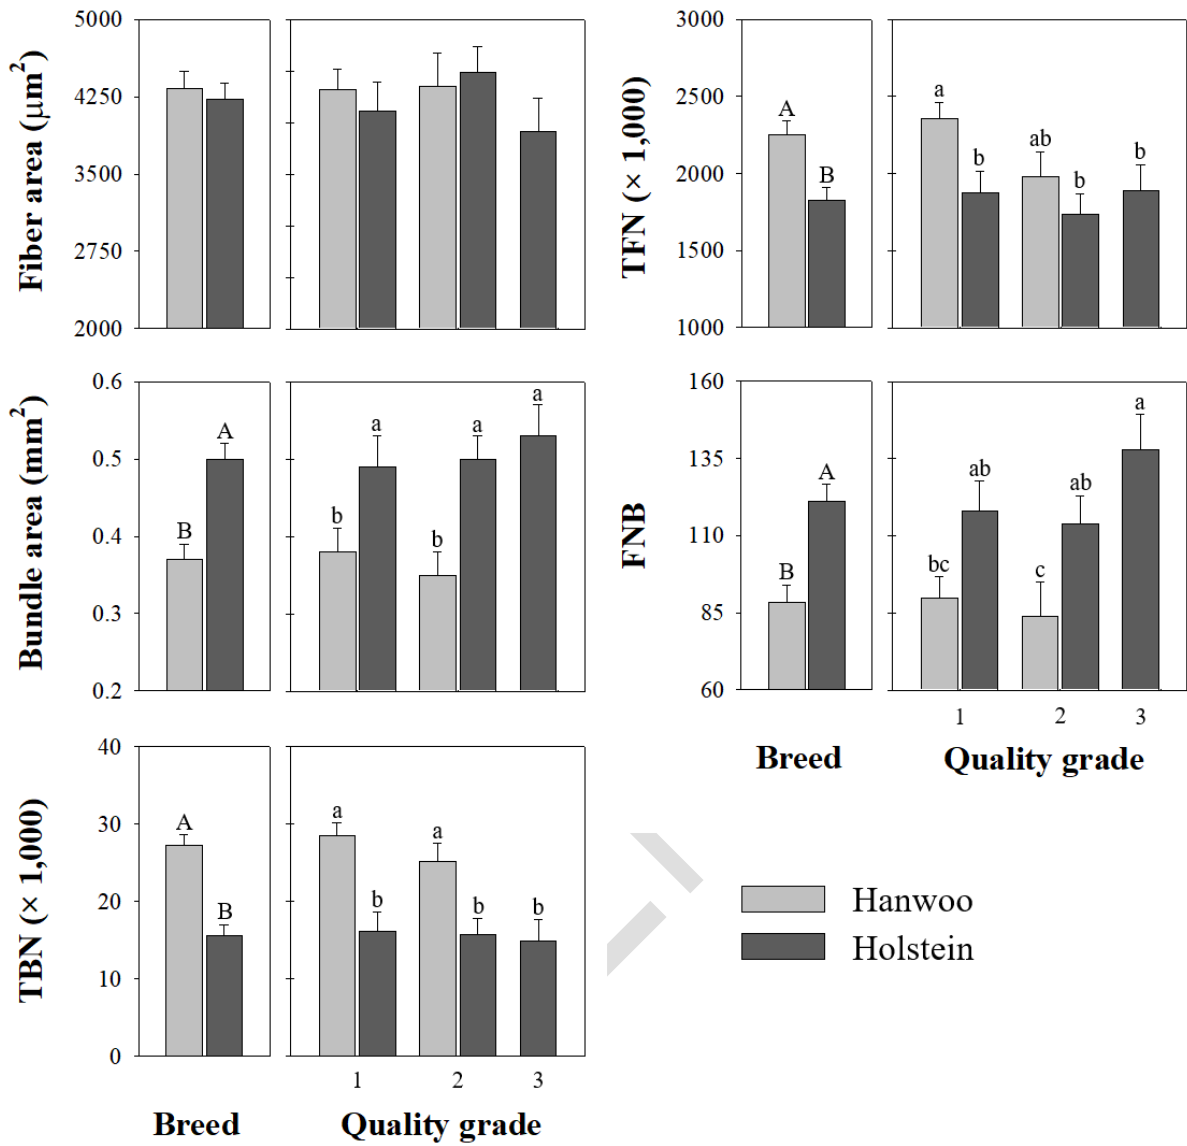 Fiber area (μm²)
5000
4250
3500
2750
2000
TFN (× 1,000)
3000
2500
2000
1500
1000
A
B
a
b
ab
b
b
Bundle area (mm²)
0.6
0.5
0.4
0.3
0.2
B
A
b
a
b
a
a
FNB
160
135
110
85
60
B
A
bc
ab
c
ab
a
1 2 3
Breed Quality grade
TBN (× 1,000)
40
30
20
10
0
A
B
a
b
a
b
b
1 2 3
Breed Quality grade
Hanwoo
Holstein